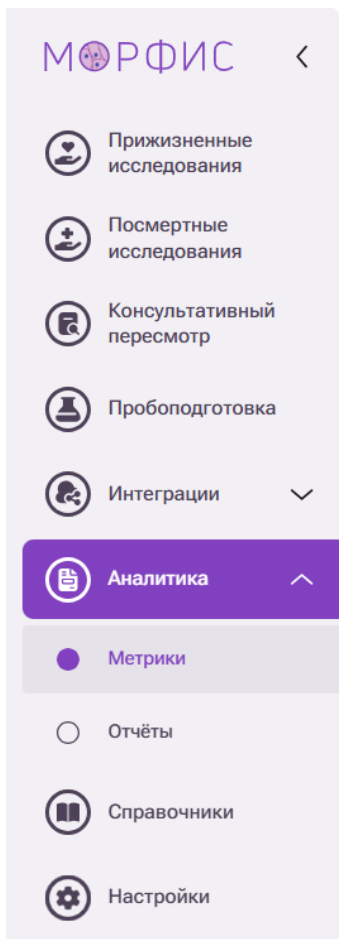 МОРФИС
Прижизненные
исследования
Посмертные
исследования
Консультативный
пересмотр
Пробоподготовка
Интеграции
Аналитика
Метрики
Отчёты
Справочники
Настройки